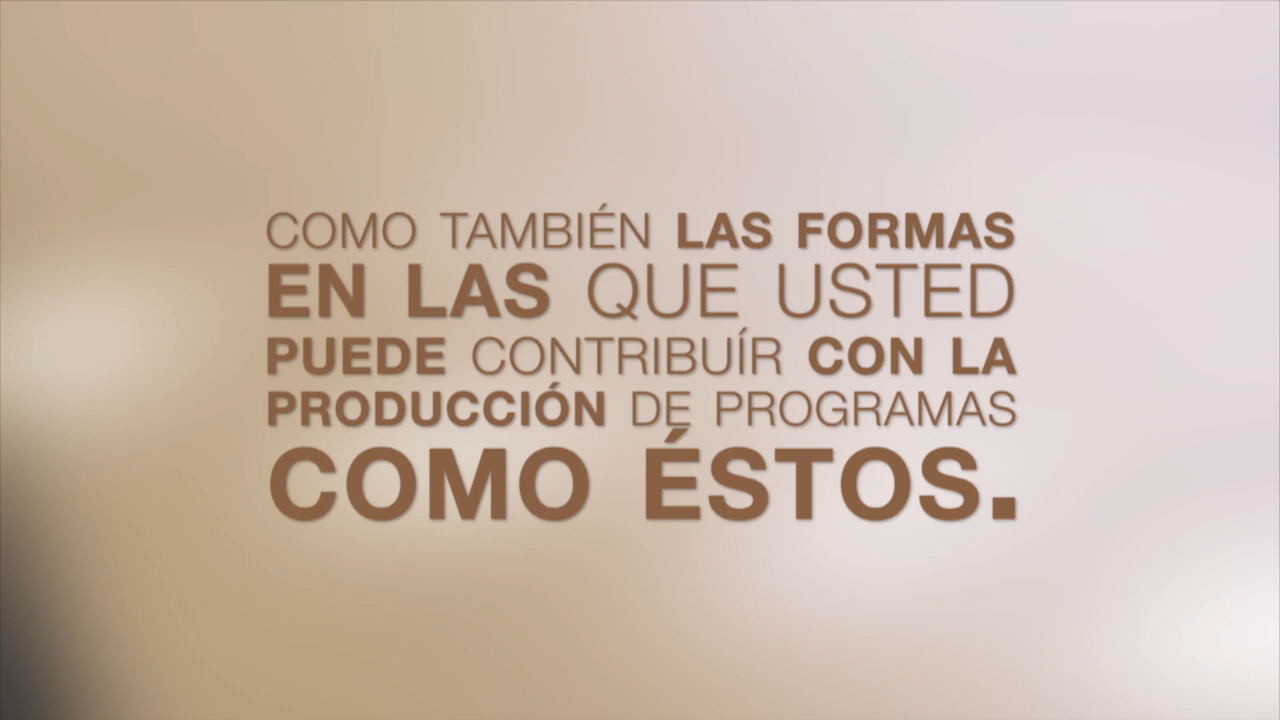 COMO TAMBIÉN LAS FORMAS
EN LAS QUE USTED
PUEDE CONTRIBUÍR CON LA
PRODUCCIÓN DE PROGRAMAS
COMO ÉSTOS.